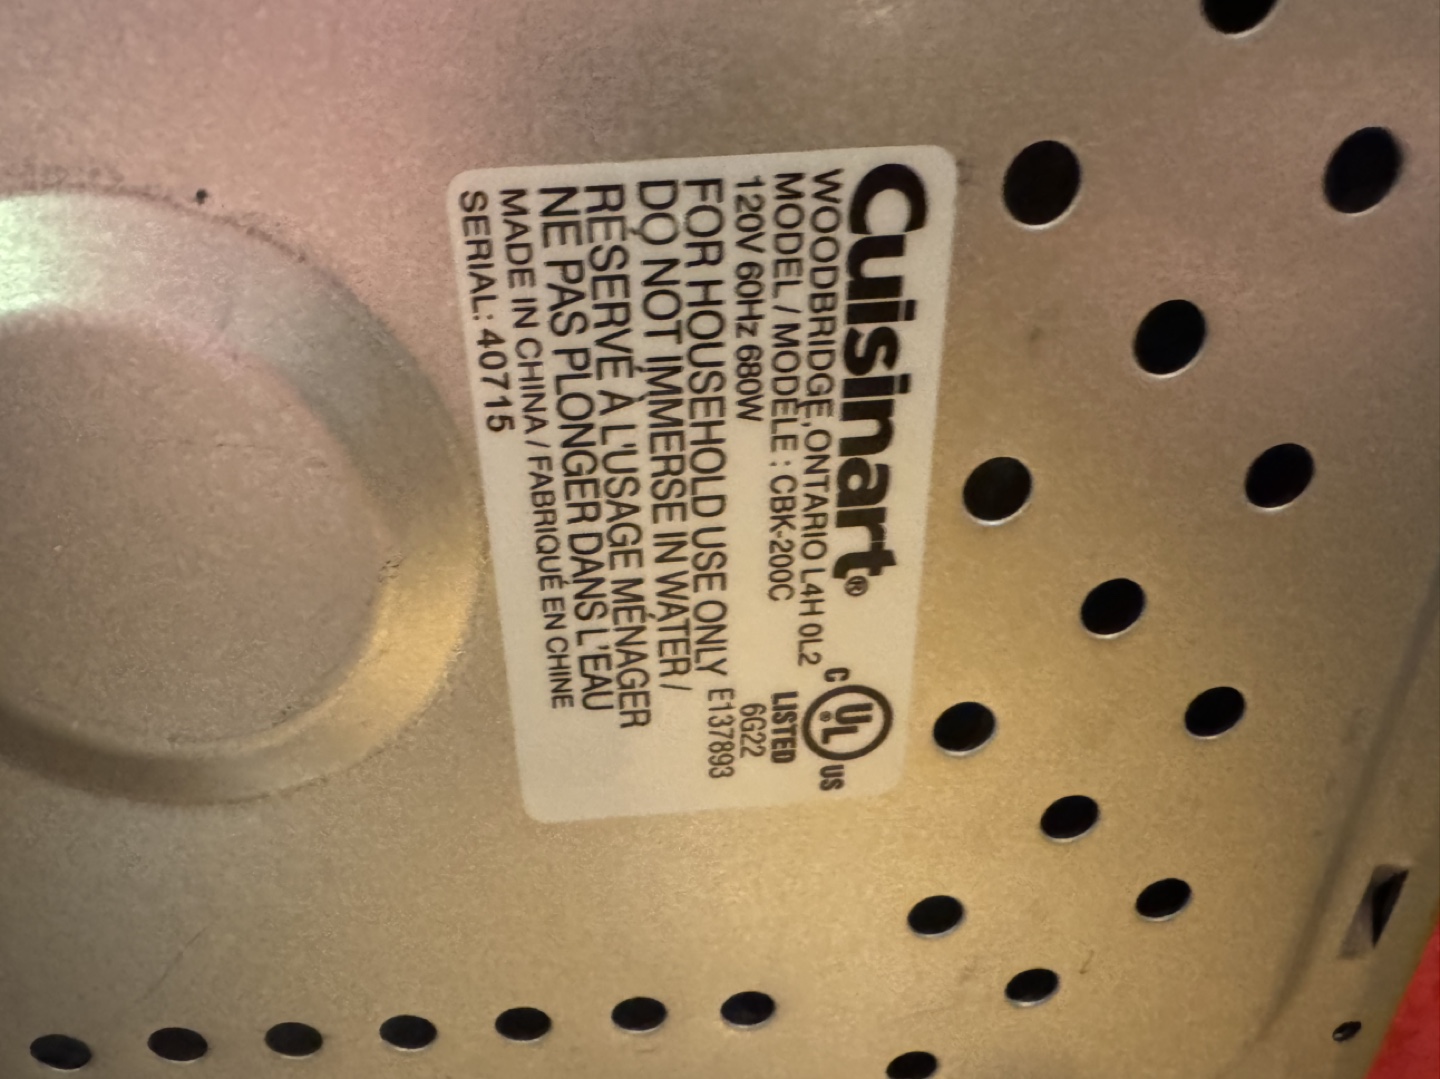 Cuisinart®
WOODBRIDGE, ONTARIO L4H 0L2
MODEL / MODÈLE : CBK-200C
120V 60Hz 680W
C UL® US
LISTED
6G22
E137893
FOR HOUSEHOLD USE ONLY
DO NOT IMMERSE IN WATER /
RÉSERVÉ À L'USAGE MÉNAGER
NE PAS PLONGER DANS L'EAU
MADE IN CHINA / FABRIQUÉ EN CHINE
SERIAL: 40715